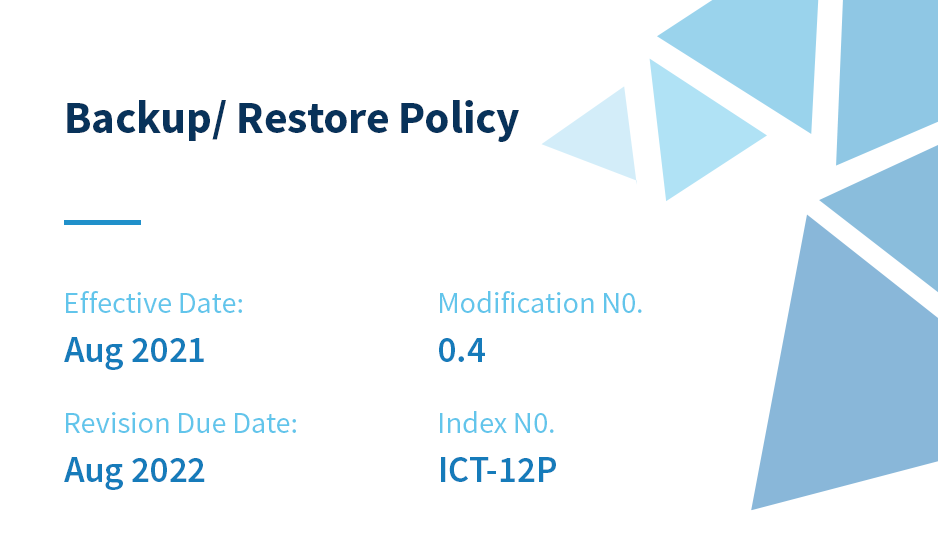 Backup/ Restore Policy
Effective Date:
Aug 2021
Modification N0.
0.4
Revision Due Date:
Aug 2022
Index N0.
ICT-12P